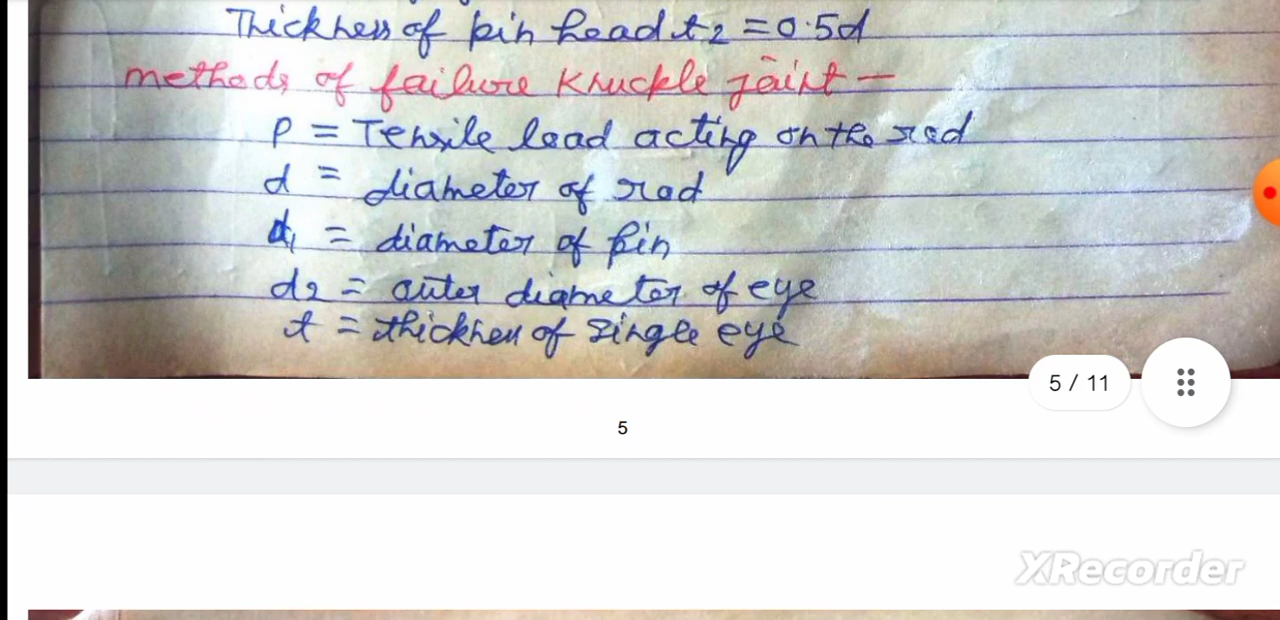 Thickness of pin head t2 = 0.5d
methods of failure Knuckle joint —
P = Tensile load acting on the rod
d = diameter of rod
d1 = diameter of pin
d2 = outer diameter of eye
t = thicknen of single eye
5 / 11
5
XRecorder